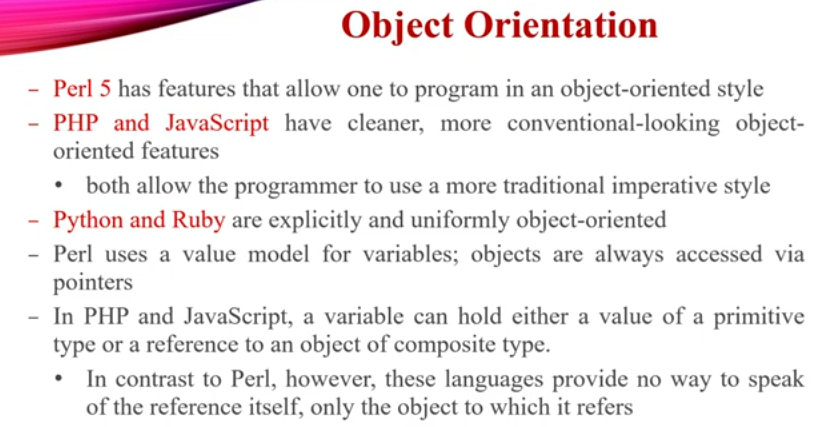 Object Orientation
– Perl 5 has features that allow one to program in an object-oriented style
– PHP and JavaScript have cleaner, more conventional-looking object-
oriented features
• both allow the programmer to use a more traditional imperative style
– Python and Ruby are explicitly and uniformly object-oriented
– Perl uses a value model for variables; objects are always accessed via
pointers
– In PHP and JavaScript, a variable can hold either a value of a primitive
type or a reference to an object of composite type.
• In contrast to Perl, however, these languages provide no way to speak
of the reference itself, only the object to which it refers